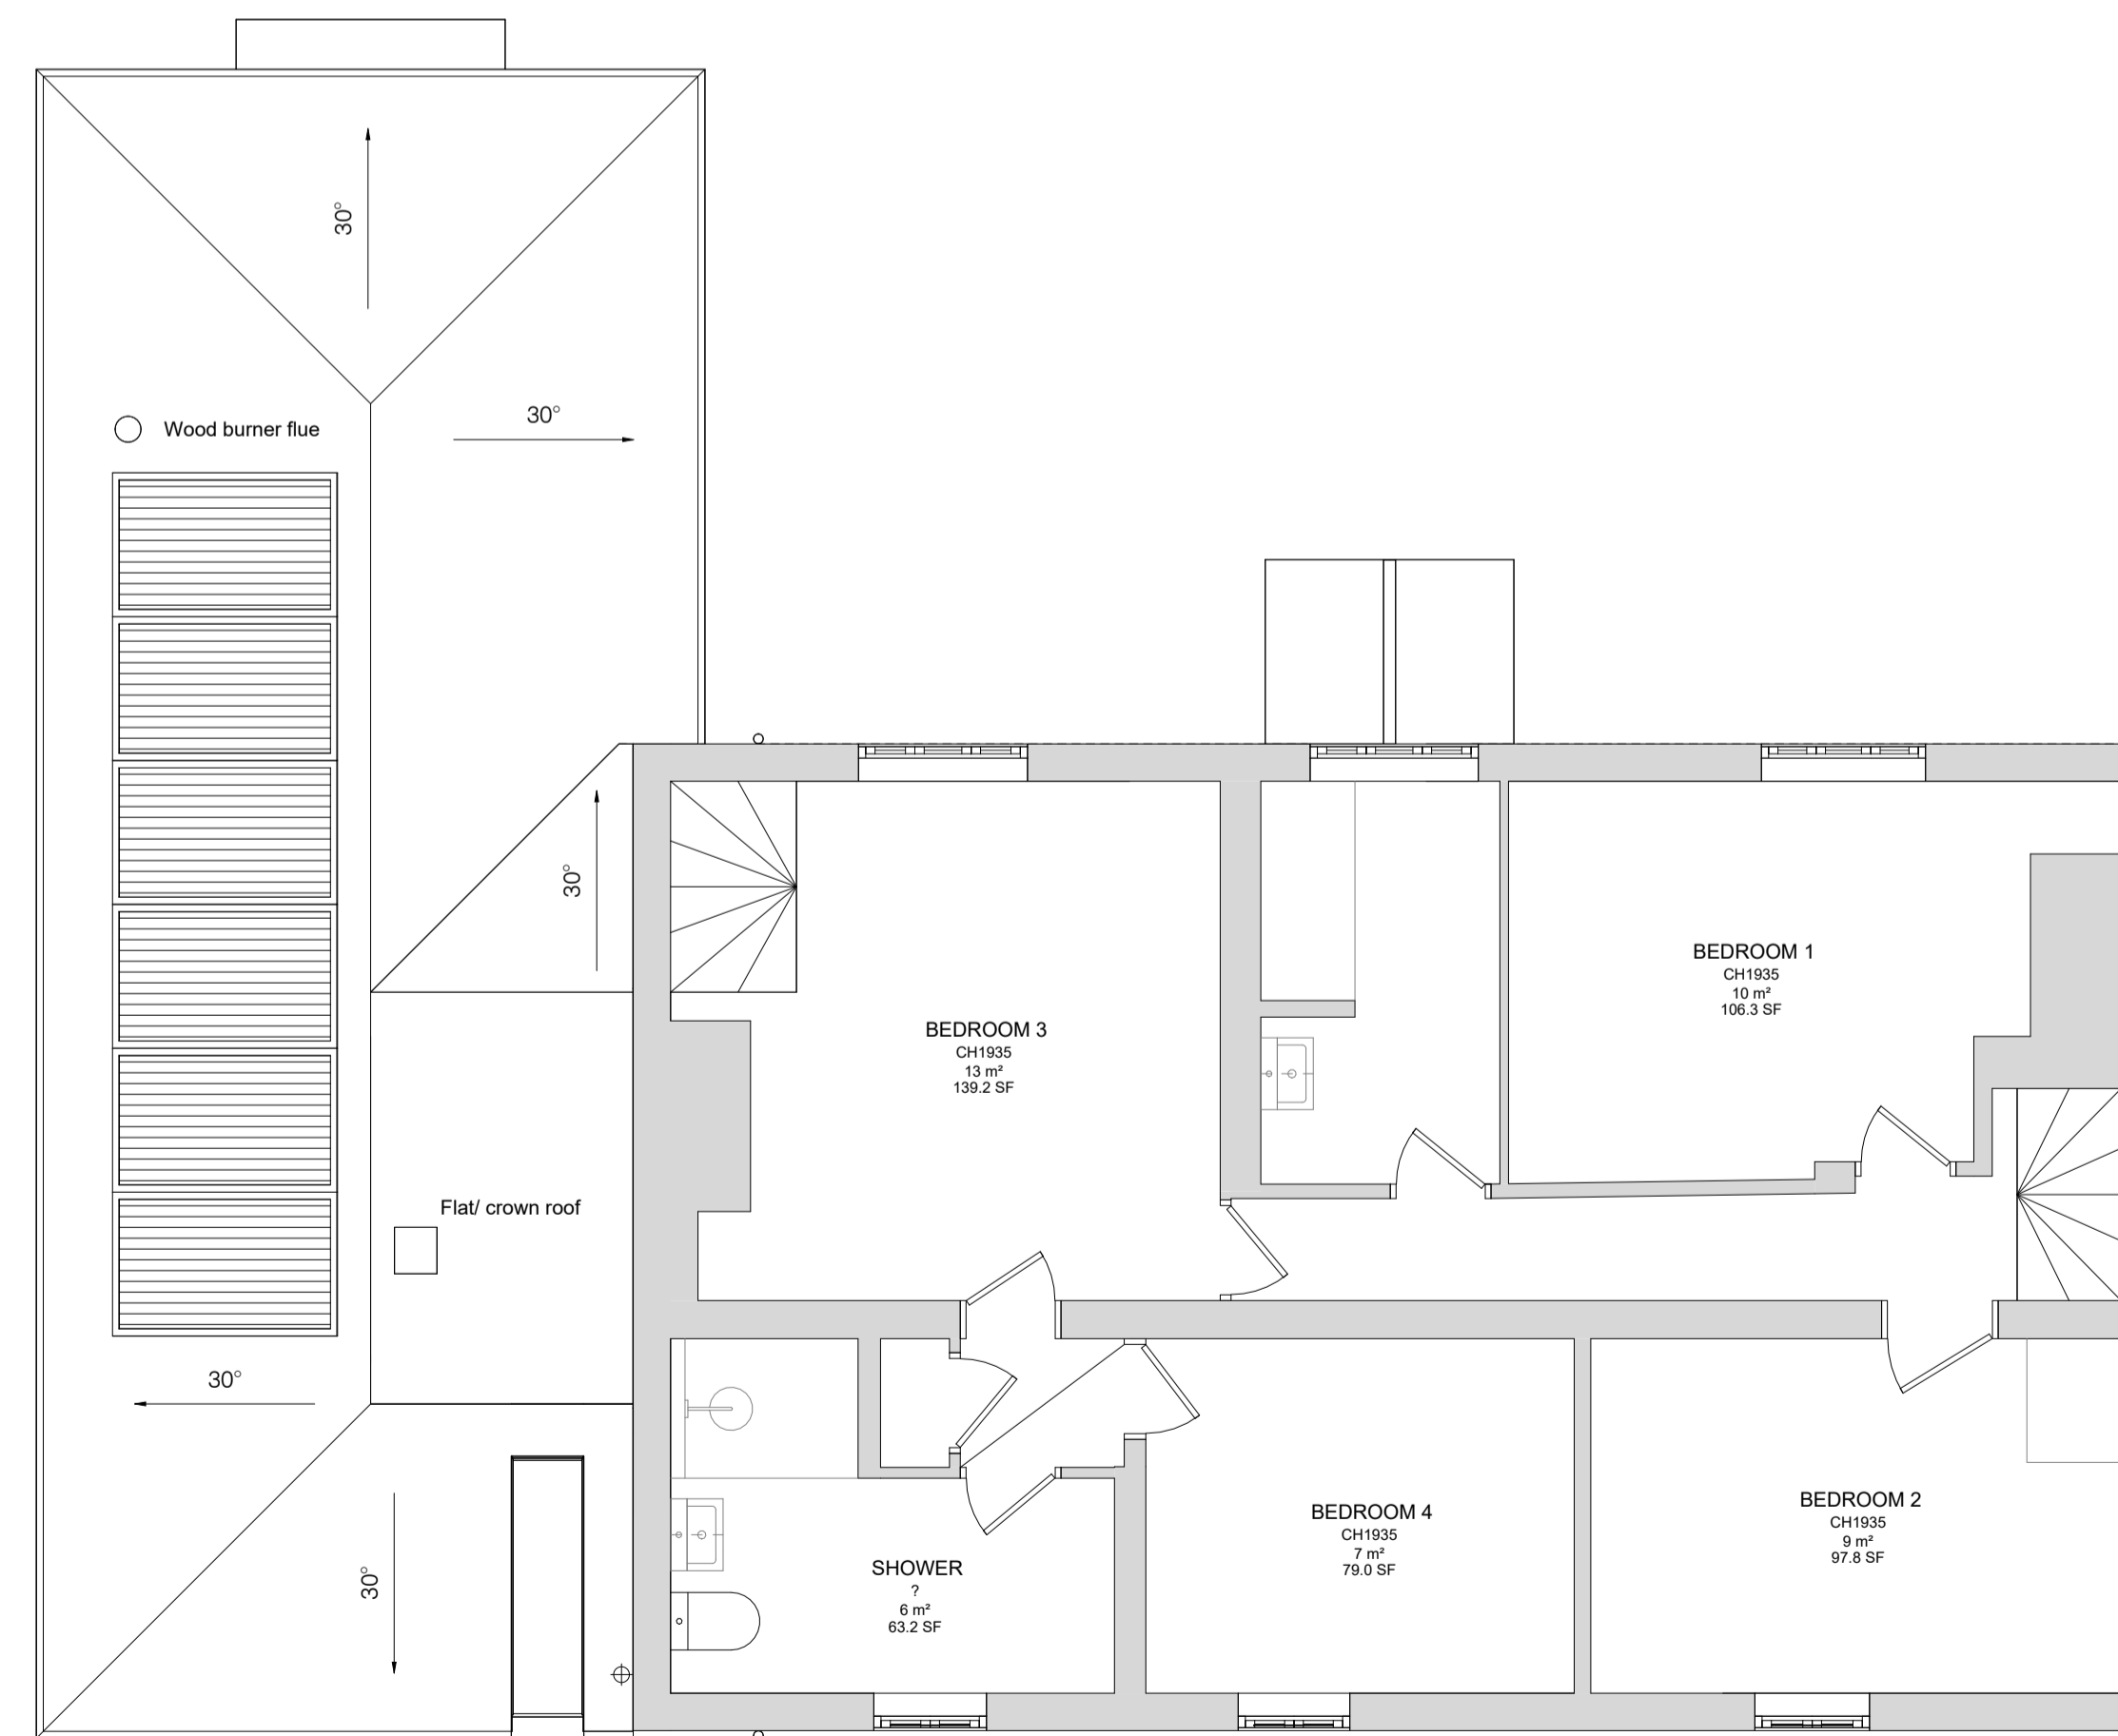 30°
Wood burner flue
30°
30°
Flat/ crown roof
30°
30°
BEDROOM 3
CH1935
13 m²
139.2 SF
BEDROOM 1
CH1935
10 m²
106.3 SF
SHOWER
?
6 m²
63.2 SF
BEDROOM 4
CH1935
7 m²
79.0 SF
BEDROOM 2
CH1935
9 m²
97.8 SF